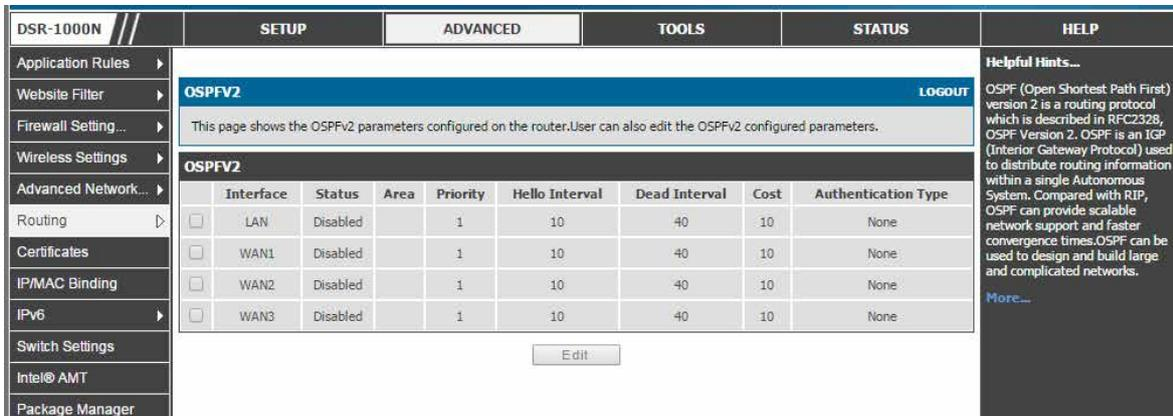 DSR-1000N
SETUP ADVANCED TOOLS STATUS HELP
Application Rules
Website Filter
Firewall Setting...
Wireless Settings
Advanced Network...
Routing
Certificates
IP/MAC Binding
IPv6
Switch Settings
Intel® AMT
Package Manager
OSPFV2 LOGOUT
This page shows the OSPFv2 parameters configured on the router.User can also edit the OSPFv2 configured parameters.
OSPFV2
Interface Status Area Priority Hello Interval Dead Interval Cost Authentication Type
LAN Disabled 1 10 40 10 None
WAN1 Disabled 1 10 40 10 None
WAN2 Disabled 1 10 40 10 None
WAN3 Disabled 1 10 40 10 None
Edit
Helpful Hints...
OSPF (Open Shortest Path First)
version 2 is a routing protocol
which is described in RFC2328,
OSPF Version 2. OSPF is an IGP
(Interior Gateway Protocol) used
to distribute routing information
within a single Autonomous
System. Compared with RIP,
OSPF can provide scalable
network support and faster
convergence times.OSPF can be
used to design and build large
and complicated networks.
More...